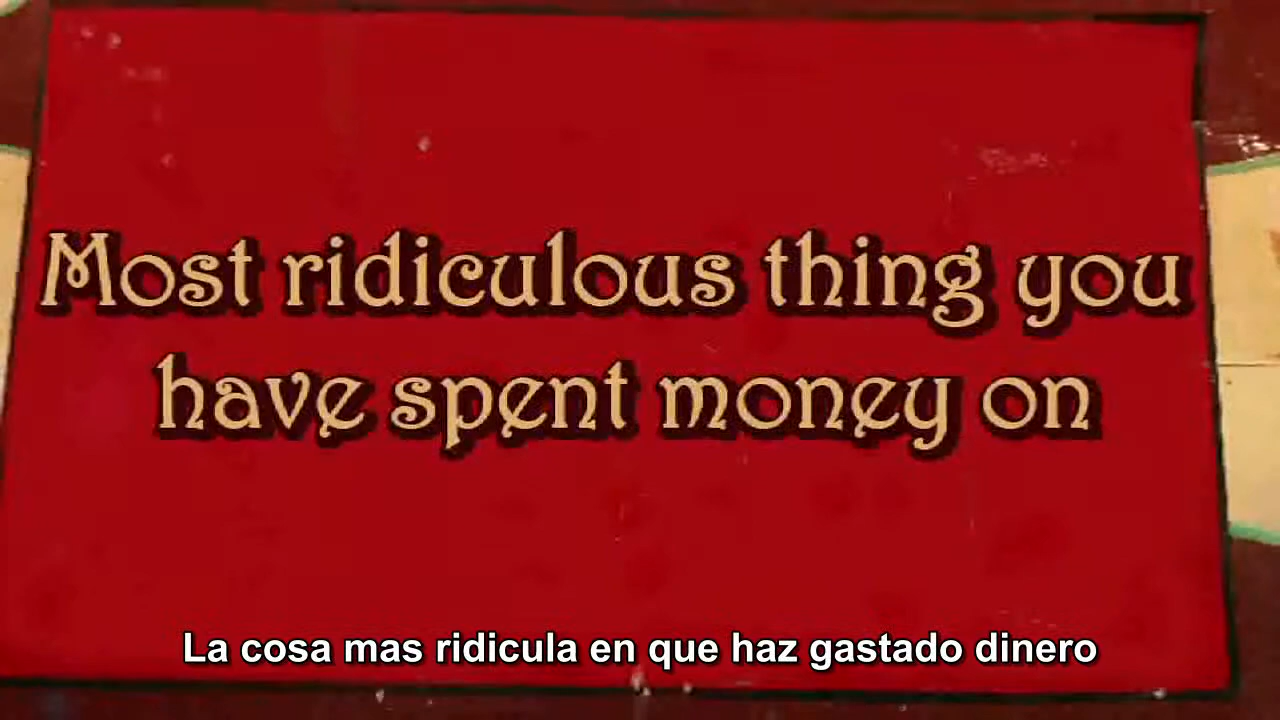 Most ridiculous thing you
have spent money on
La cosa mas ridicula en que haz gastado dinero